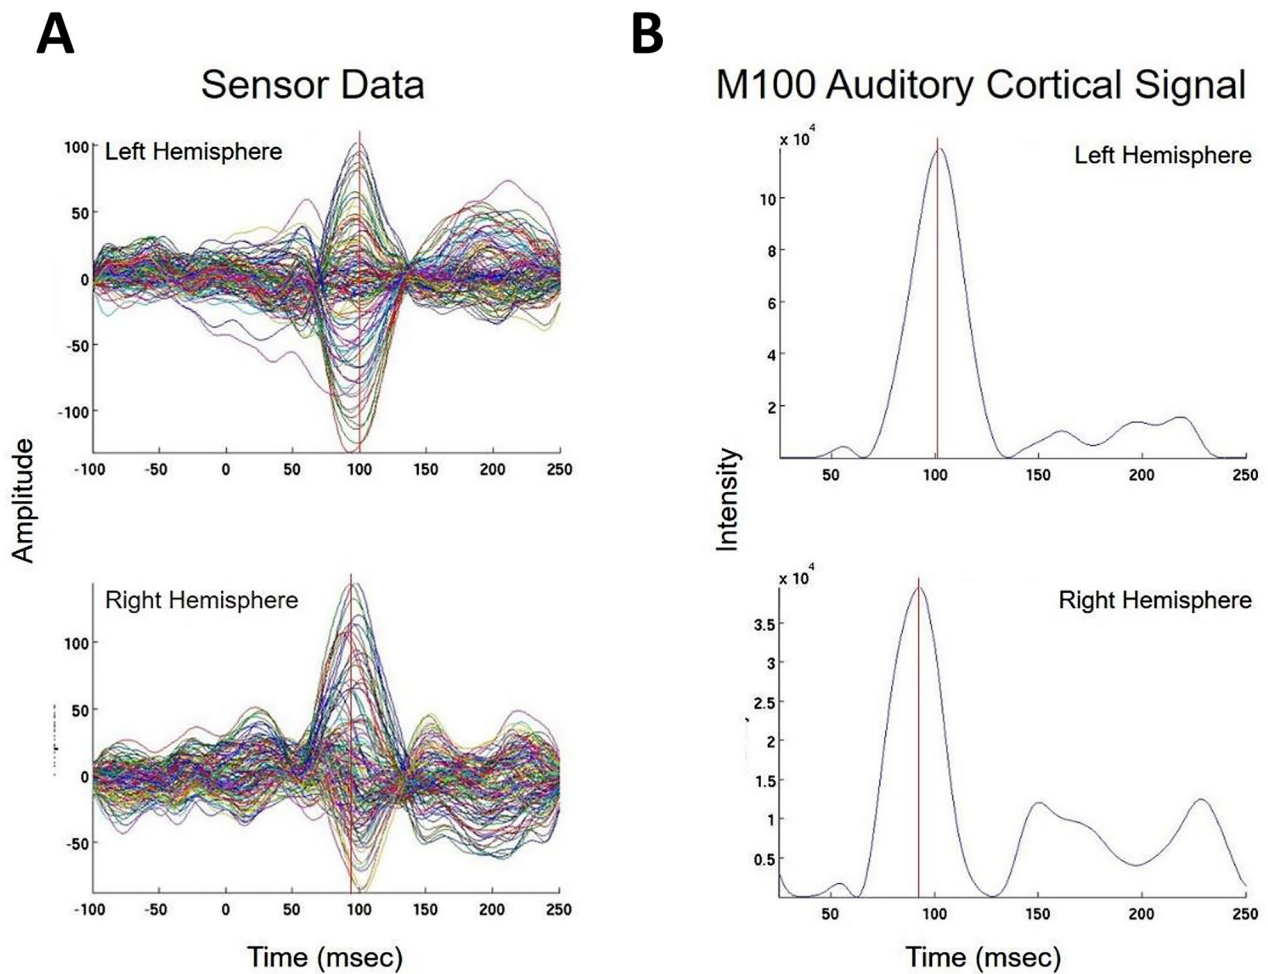 A
B
Sensor Data
M100 Auditory Cortical Signal
Left Hemisphere
100
50
0
-50
-100
-100 -50 0 50 100 150 200 250
x 10^4
Left Hemisphere
10
8
6
4
2
50 100 150 200 250
Amplitude
Intensity
Right Hemisphere
100
50
0
-50
-100 -50 0 50 100 150 200 250
Time (msec)
x 10^4
Right Hemisphere
3.5
3
2.5
2
1.5
1
0.5
50 100 150 200 250
Time (msec)